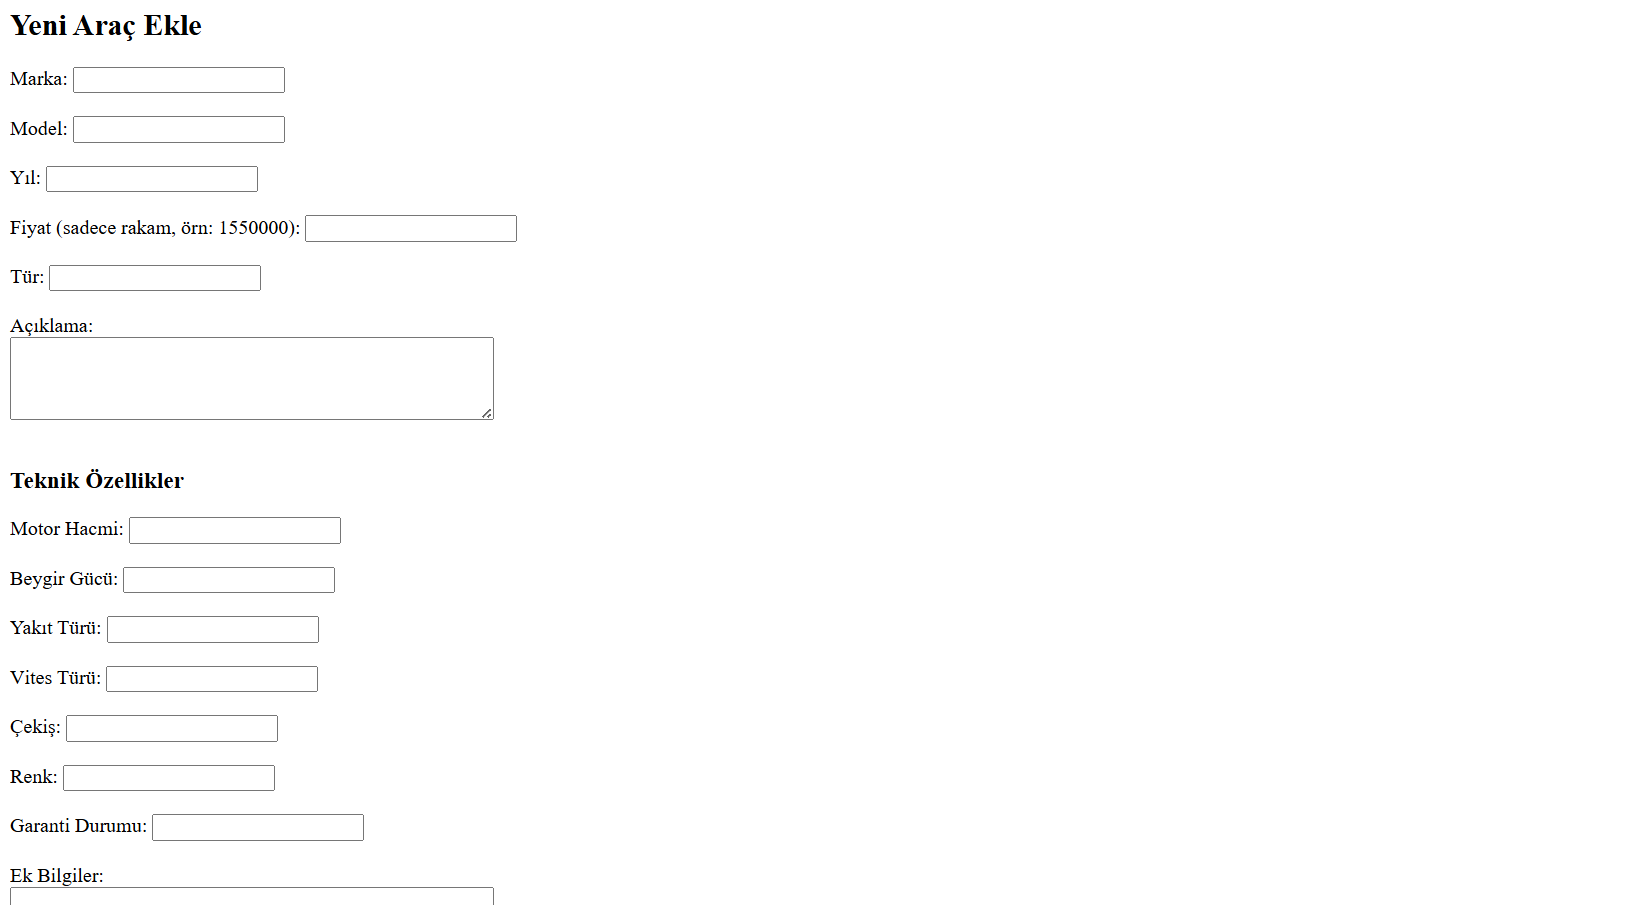 Yeni Araç Ekle
Marka:
Model:
Yıl:
Fiyat (sadece rakam, örn: 1550000):
Tür:
Açıklama:
Teknik Özellikler
Motor Hacmi:
Beygir Gücü:
Yakıt Türü:
Vites Türü:
Çekiş:
Renk:
Garanti Durumu:
Ek Bilgiler: